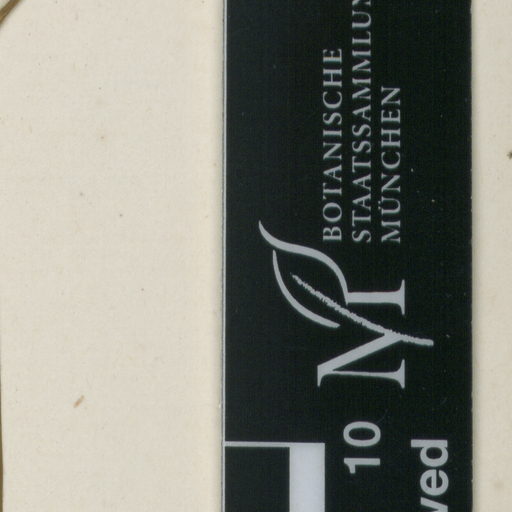 BOTANISCHE
STAATSSAMMLUN
MÜNCHEN
M
10
ved